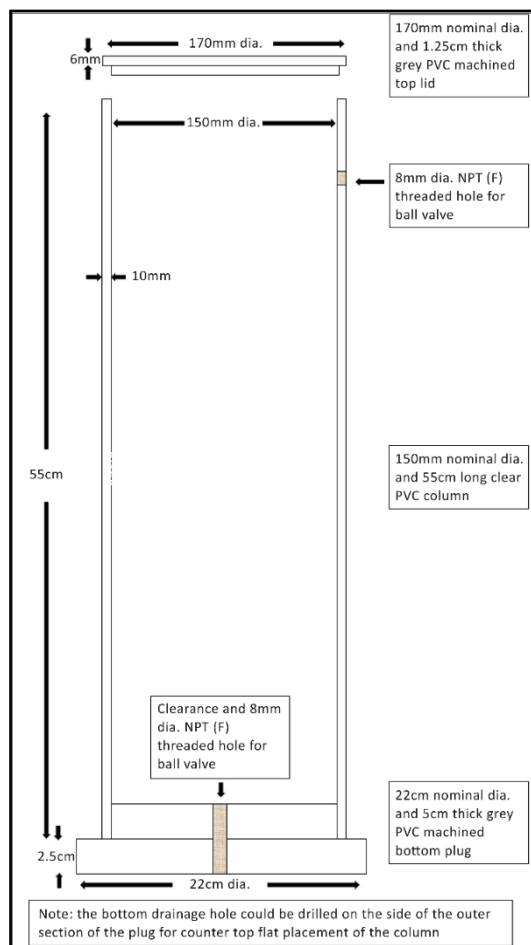 170mm dia.
6mm
170mm nominal dia.
and 1.25cm thick
grey PVC machined
top lid
150mm dia.
8mm dia. NPT (F)
threaded hole for
ball valve
10mm
55cm
150mm nominal dia.
and 55cm long clear
PVC column
Clearance and 8mm
dia. NPT (F)
threaded hole for
ball valve
22cm nominal dia.
and 5cm thick grey
PVC machined
bottom plug
2.5cm
22cm dia.
Note: the bottom drainage hole could be drilled on the side of the outer
section of the plug for counter top flat placement of the column